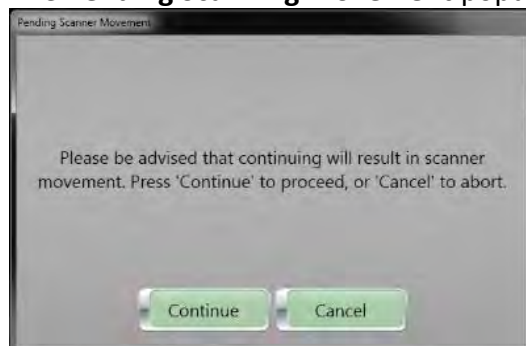 Pending Scanner Movement
Please be advised that continuing will result in scanner
movement. Press 'Continue' to proceed, or 'Cancel' to abort.
Continue
Cancel